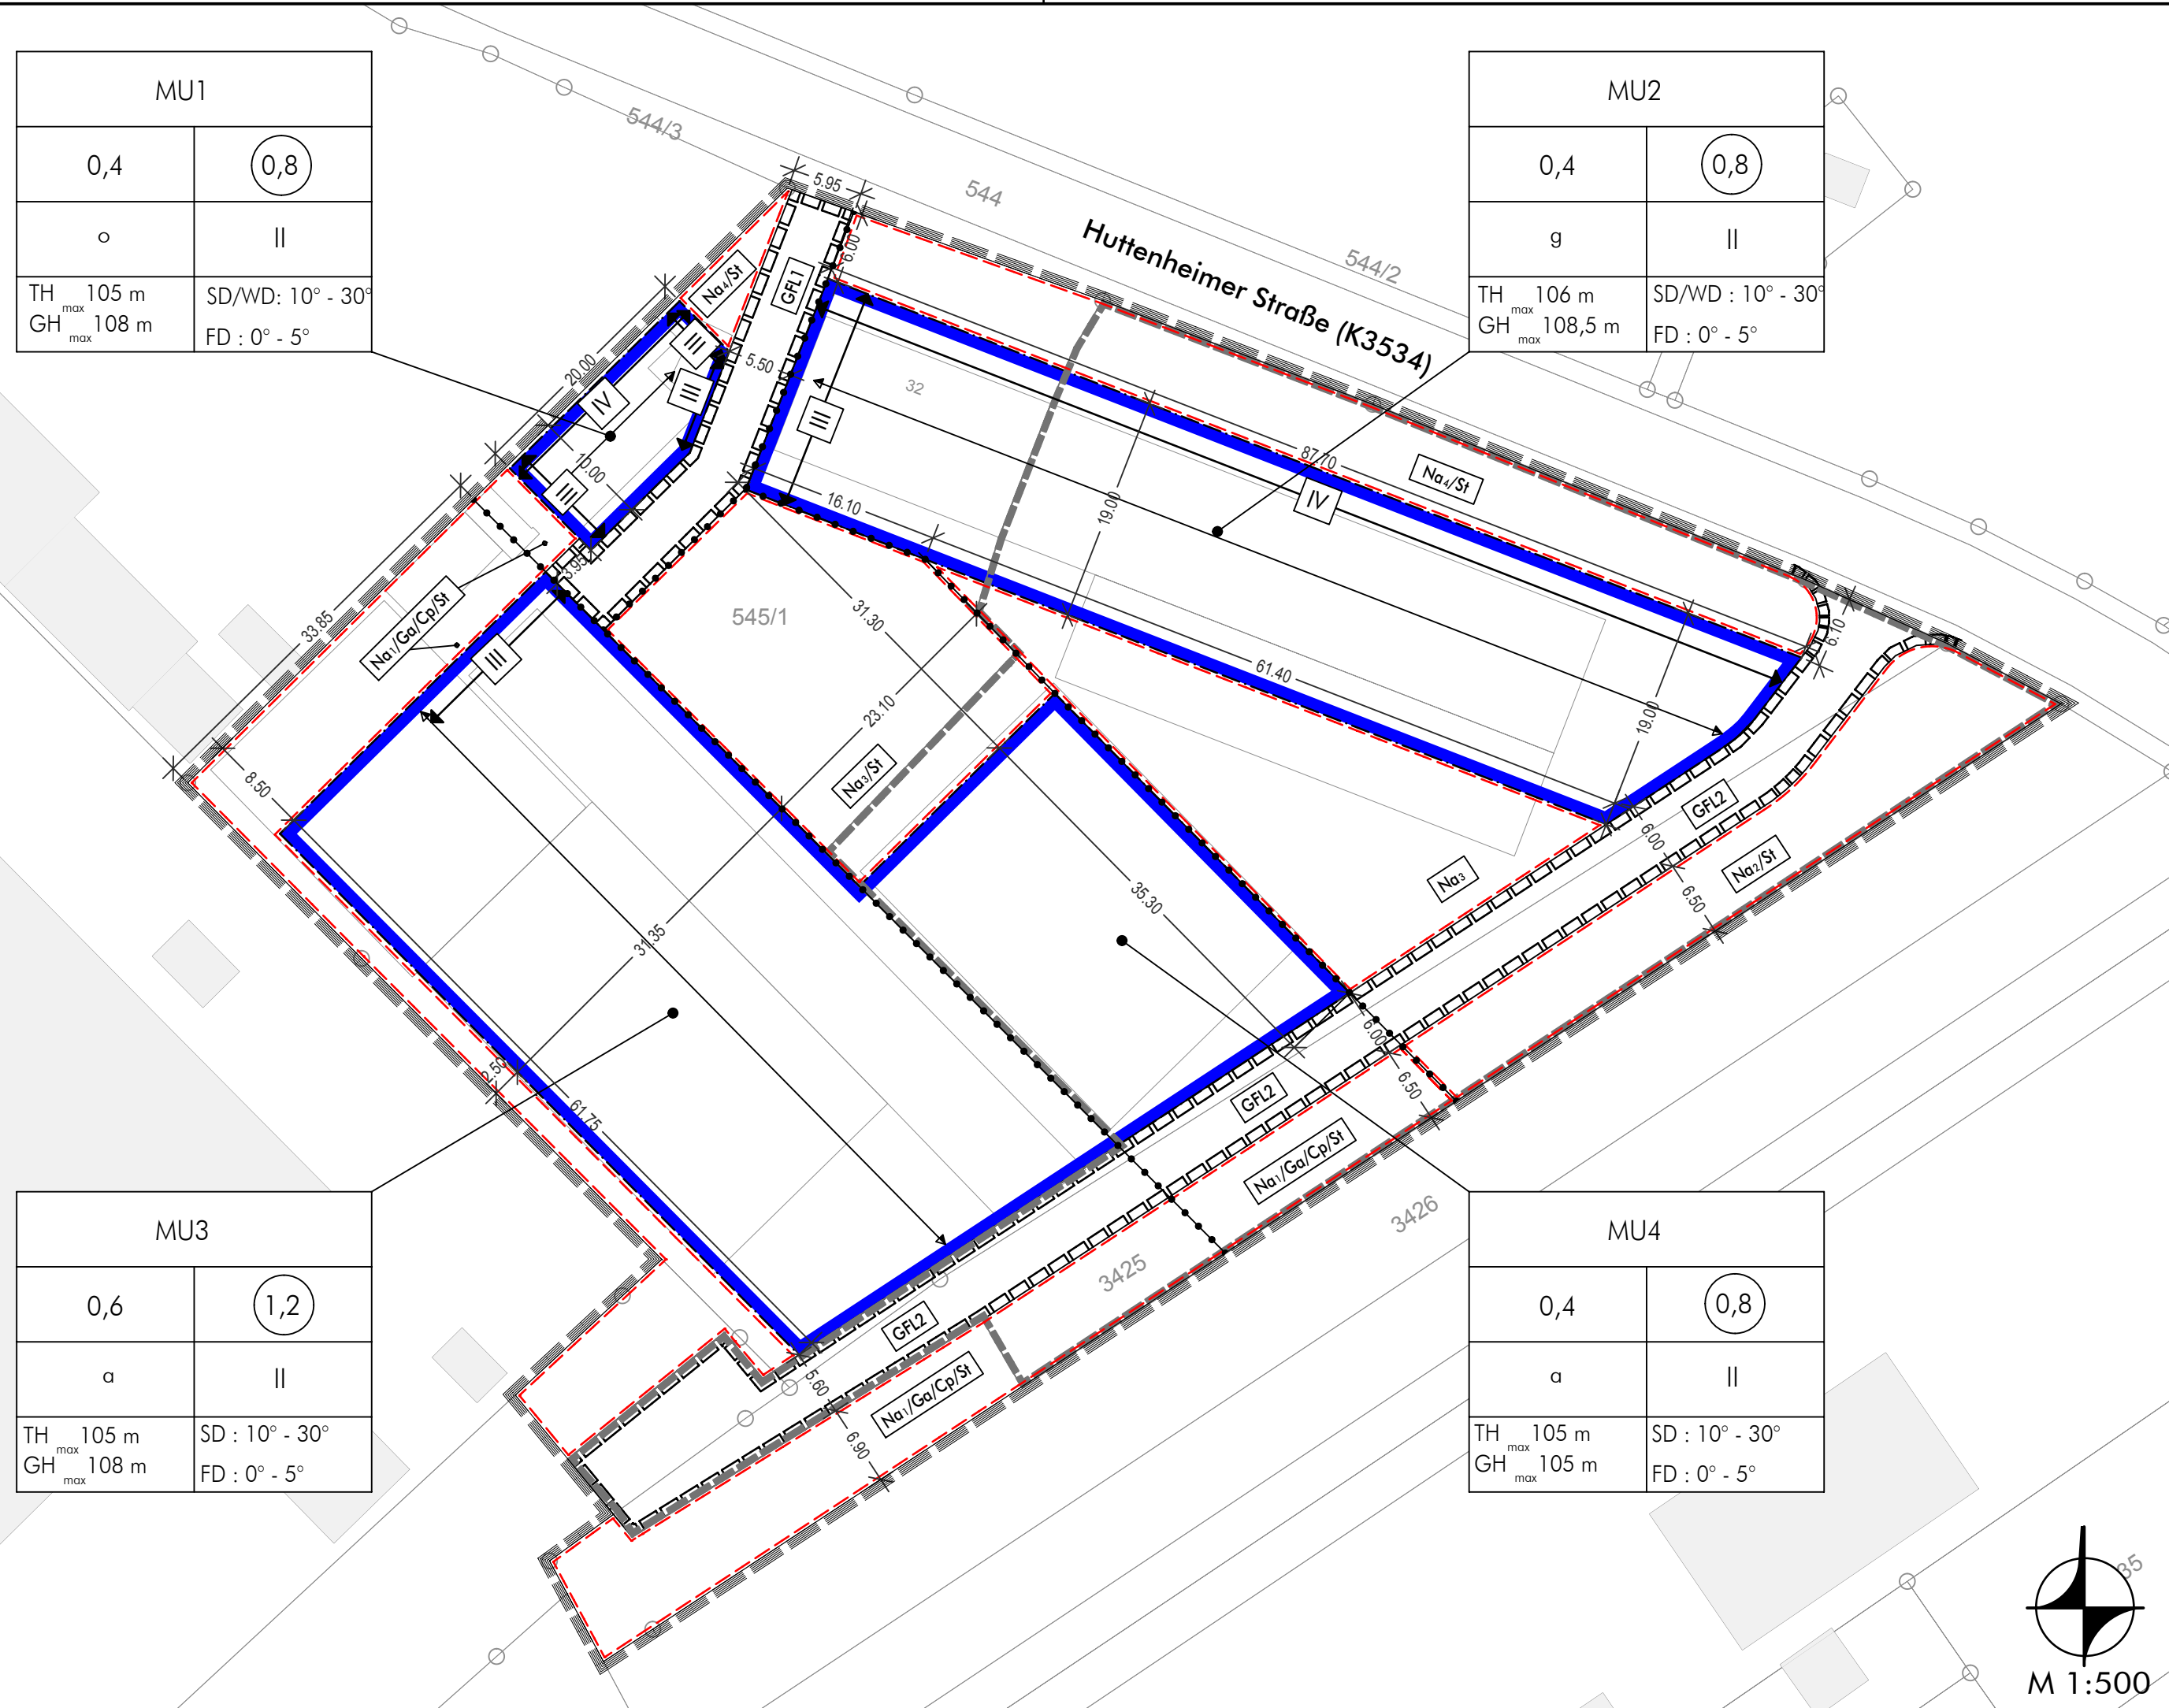 MU1
0,4
0,8
o
II
TH max 105 m
GH max 108 m
SD/WD: 10° - 30°
FD : 0° - 5°
MU2
0,4
0,8
g
II
TH max 106 m
GH max 108,5 m
SD/WD : 10° - 30°
FD : 0° - 5°
544/3
544
544/2
Huttenheimer Straße (K3534)
5.95
6.00
Na4/St
GFL1
III
IV
III
III
20.00
10.00
5.50
III
32
87.70
IV
Na4/St
19.00
16.10
61.40
19.00
6.10
3.95
33.85
Na1/Ga/Cp/St
III
545/1
31.30
23.10
Na3/St
8.50
35.30
Na3
GFL2
6.00
6.50
Na2/St
31.35
2.50
61.75
6.00
6.50
GFL2
Na1/Ga/Cp/St
3426
3425
GFL2
5.60
6.90
Na1/Ga/Cp/St
MU3
0,6
1,2
a
II
TH max 105 m
GH max 108 m
SD : 10° - 30°
FD : 0° - 5°
MU4
0,4
0,8
a
II
TH max 105 m
GH max 105 m
SD : 10° - 30°
FD : 0° - 5°
35
M 1:500